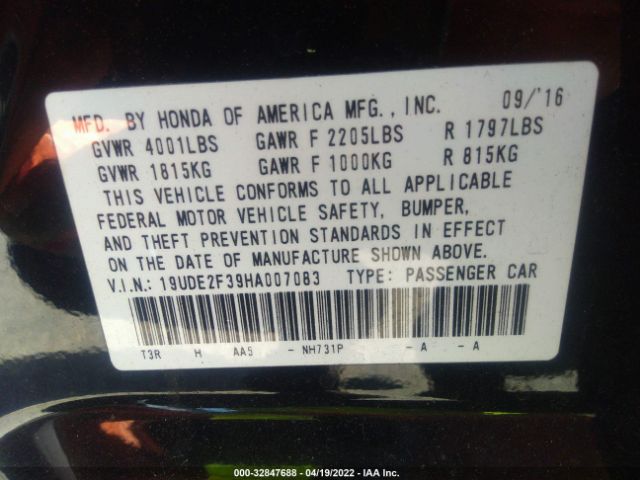 MFD. BY HONDA OF AMERICA MFG., INC. 09/'16
GVWR 4001LBS GAWR F 2205LBS R 1797LBS
GVWR 1815KG GAWR F 1000KG R 815KG
THIS VEHICLE CONFORMS TO ALL APPLICABLE
FEDERAL MOTOR VEHICLE SAFETY, BUMPER,
AND THEFT PREVENTION STANDARDS IN EFFECT
ON THE DATE OF MANUFACTURE SHOWN ABOVE.
V.I.N.: 19UDE2F39HA007083 TYPE: PASSENGER CAR
T3R H AAS - NH731P - A - A
000-32847688 - 04/19/2022 - IAA Inc.